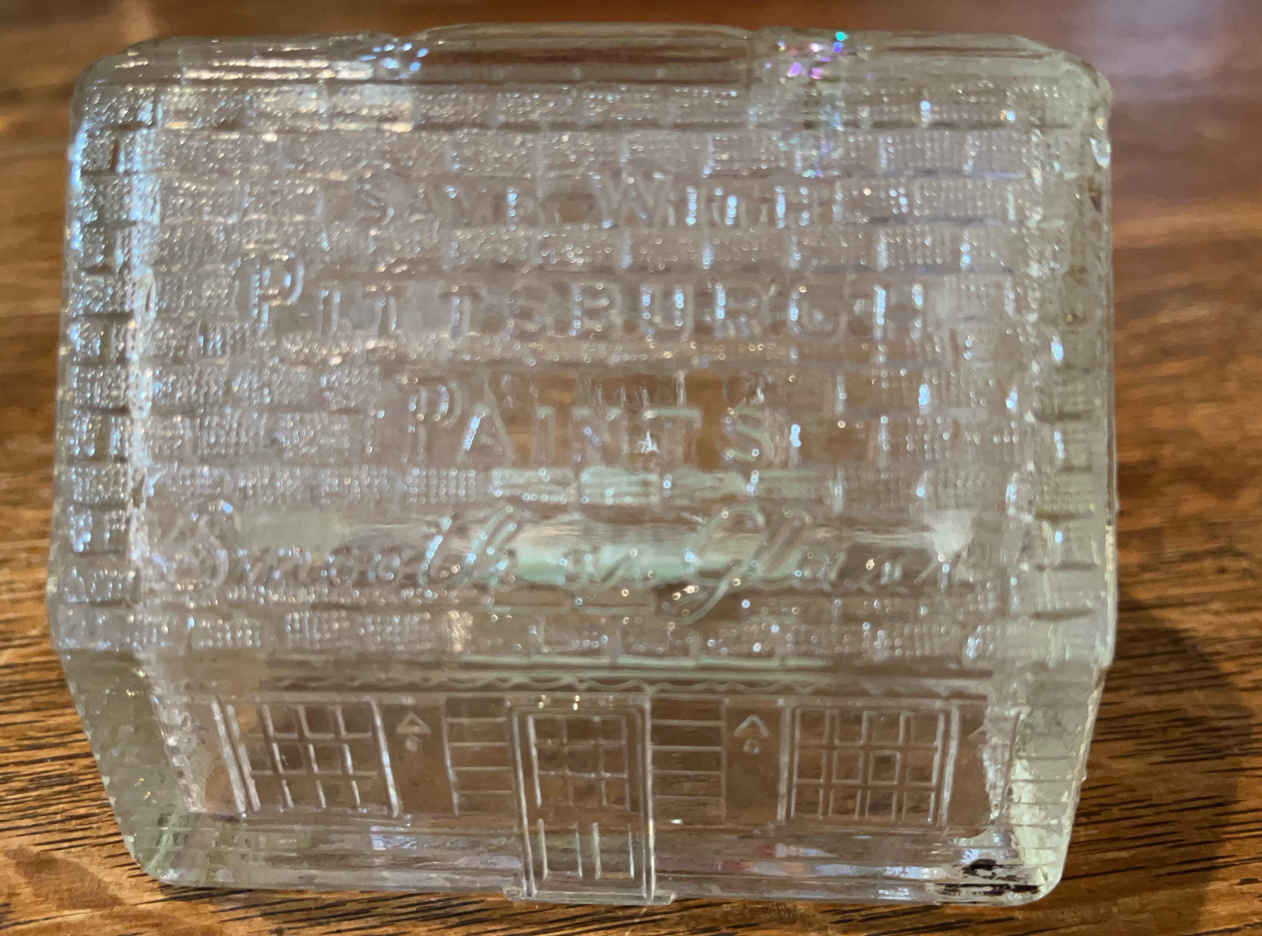 SAVE WITH
PITTSBURGH
PAINTS
Smooth as Glass